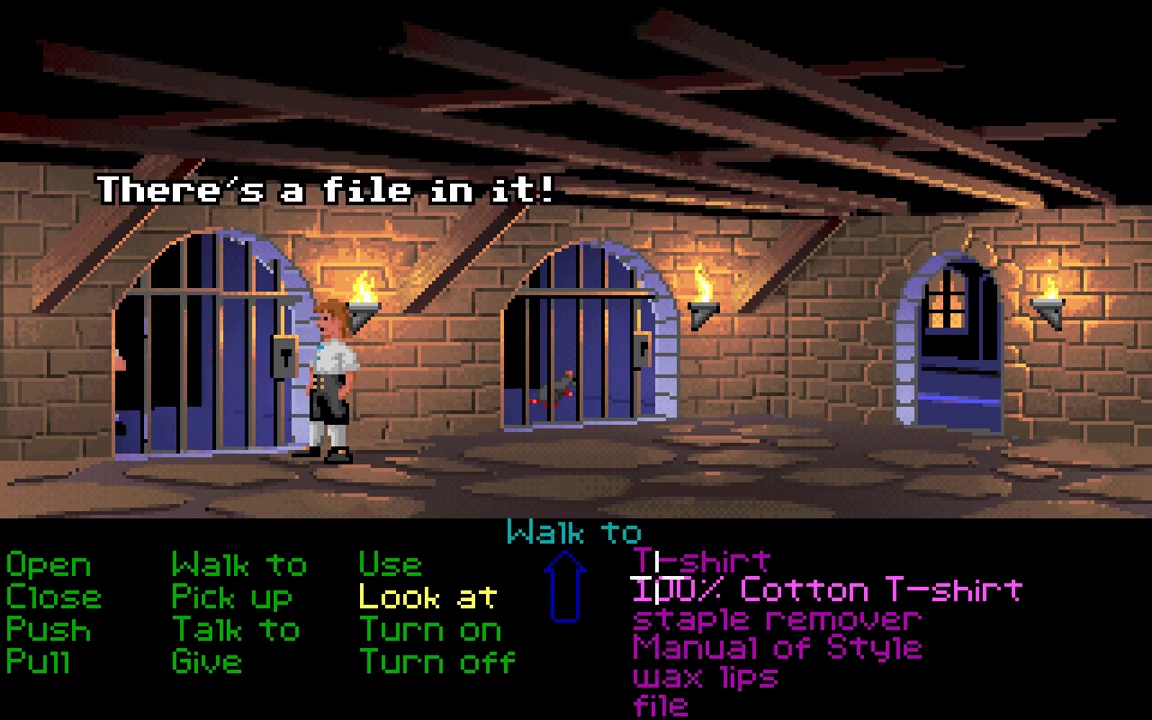 There's a file in it!
Walk to
Open Walk to Use T-shirt
Close Pick up Look at 100% Cotton T-shirt
Push Talk to Turn on staple remover
Pull Give Turn off Manual of Style
wax lips
file